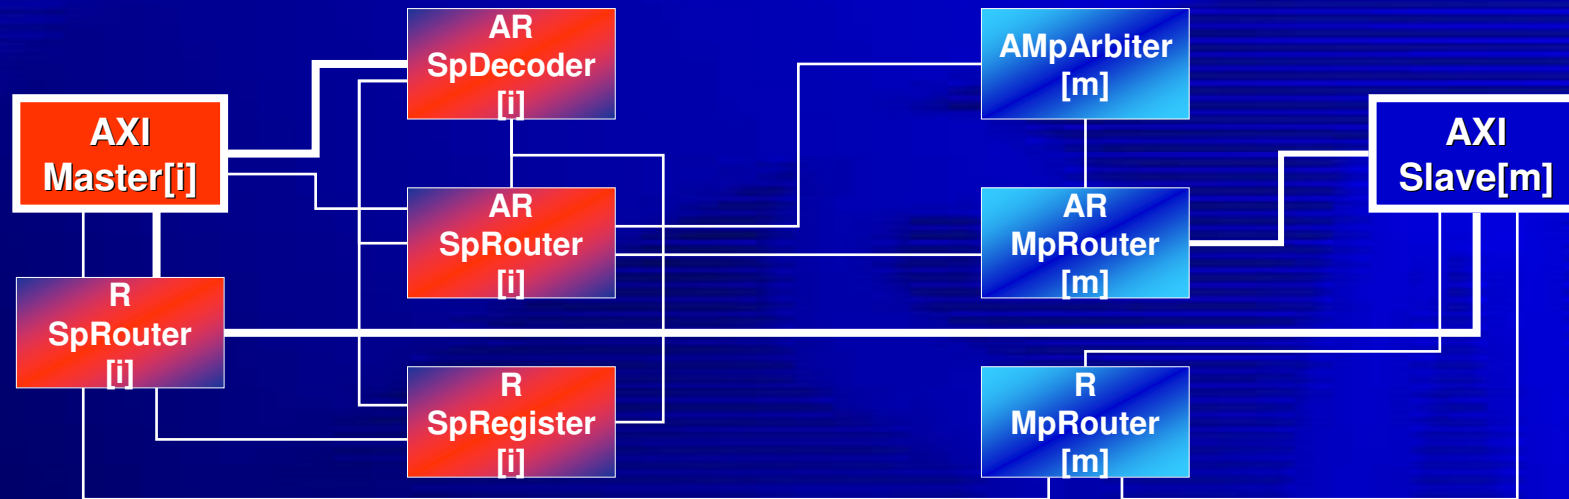 AR
SpDecoder
[i]
AMpArbiter
[m]
AXI
Master[i]
AXI
Slave[m]
AR
SpRouter
[i]
AR
MpRouter
[m]
R
SpRouter
[i]
R
SpRegister
[i]
R
MpRouter
[m]